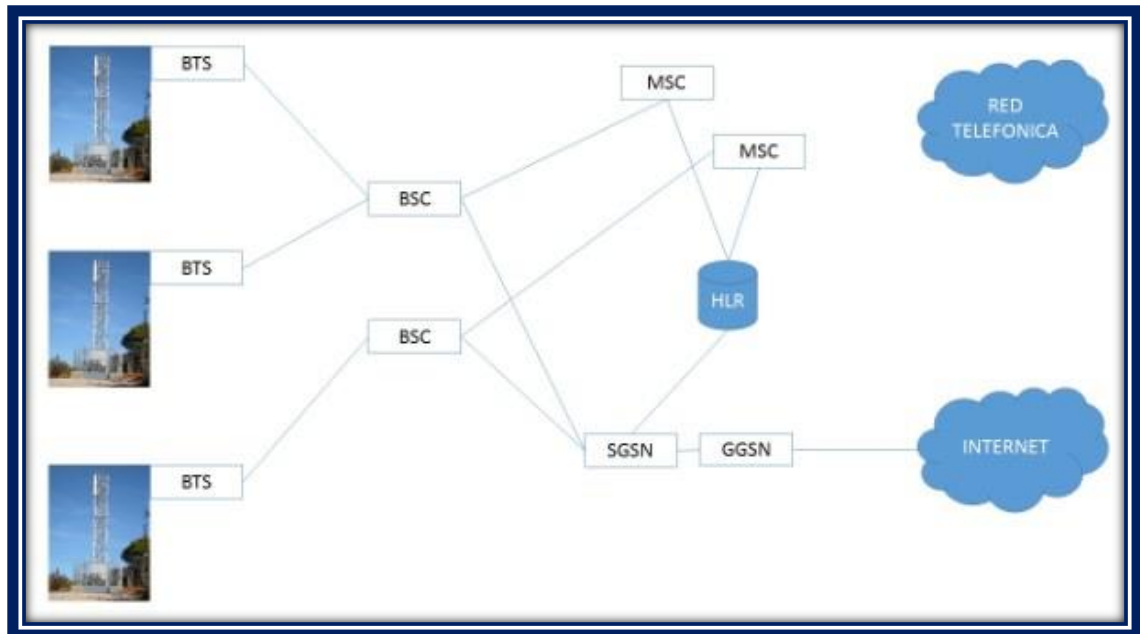 BTS
MSC
RED
TELEFONICA
MSC
BSC
BTS
HLR
BSC
SGSN
GGSN
INTERNET
BTS